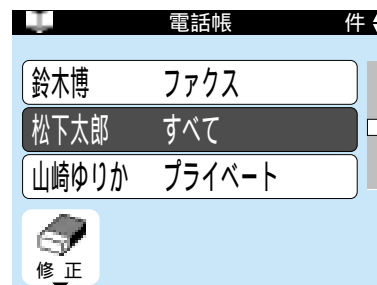 電話帳 件
鈴木博 ファクス
松下太郎 すべて
山崎ゆりか プライベート
修正